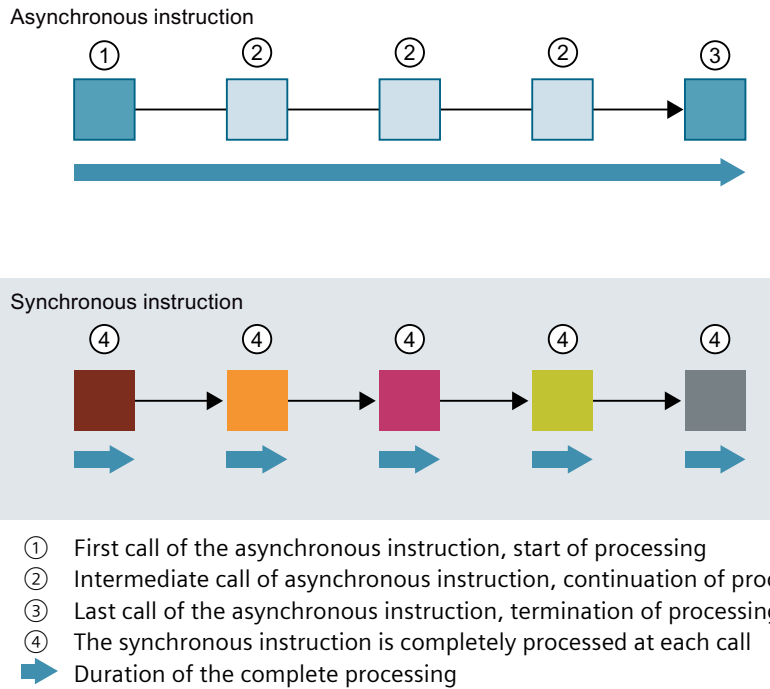 Asynchronous instruction
① ② ② ② ③
Synchronous instruction
④ ④ ④ ④ ④
① First call of the asynchronous instruction, start of processing
② Intermediate call of asynchronous instruction, continuation of
③ Last call of the asynchronous instruction, termination of processing
④ The synchronous instruction is completely processed at each call
Duration of the complete processing